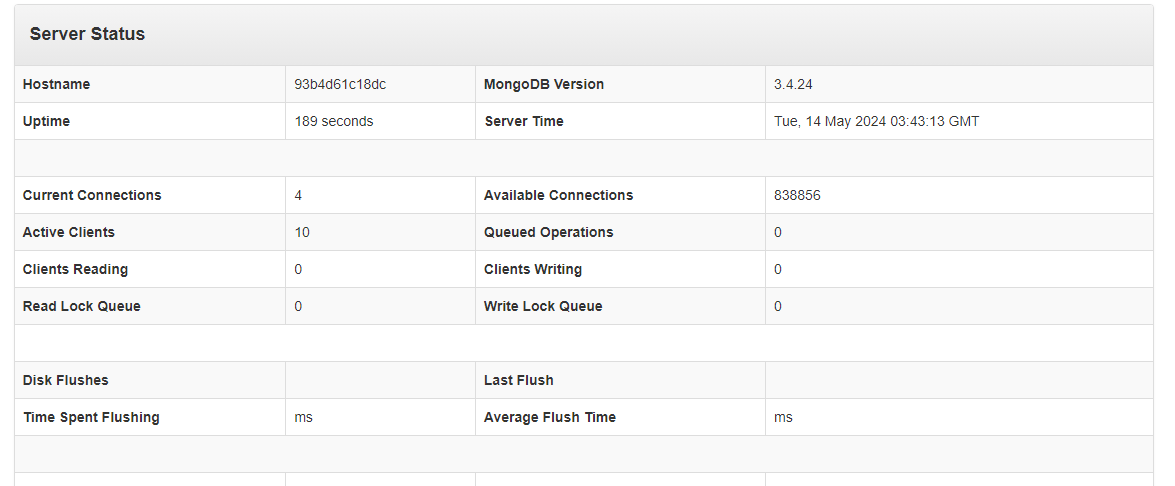 Server Status
Hostname 93b4d61c18dc MongoDB Version 3.4.24
Uptime 189 seconds Server Time Tue, 14 May 2024 03:43:13 GMT
Current Connections 4 Available Connections 838856
Active Clients 10 Queued Operations 0
Clients Reading 0 Clients Writing 0
Read Lock Queue 0 Write Lock Queue 0
Disk Flushes Last Flush
Time Spent Flushing ms Average Flush Time ms